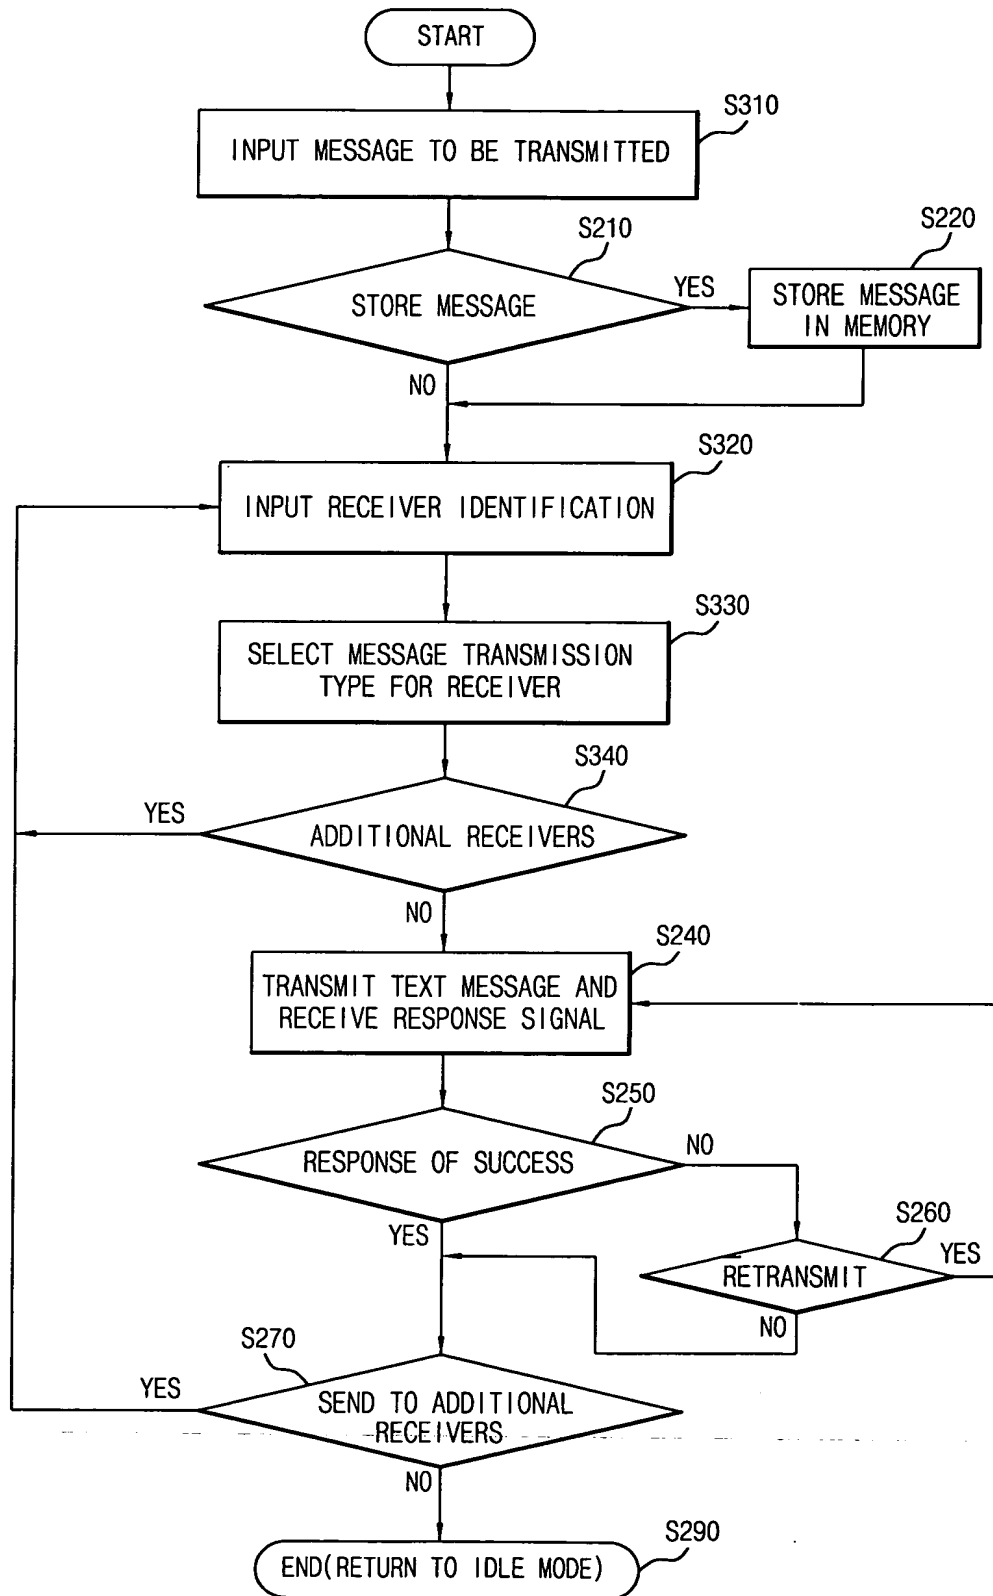 START
S310
INPUT MESSAGE TO BE TRANSMITTED
S210
S220
STORE MESSAGE
YES
STORE MESSAGE
IN MEMORY
NO
S320
INPUT RECEIVER IDENTIFICATION
S330
SELECT MESSAGE TRANSMISSION
TYPE FOR RECEIVER
S340
YES
ADDITIONAL RECEIVERS
NO
S240
TRANSMIT TEXT MESSAGE AND
RECEIVE RESPONSE SIGNAL
S250
NO
RESPONSE OF SUCCESS
YES
S260
YES
RETRANSMIT
NO
S270
YES
SEND TO ADDITIONAL
RECEIVERS
NO
S290
END(RETURN TO IDLE MODE)